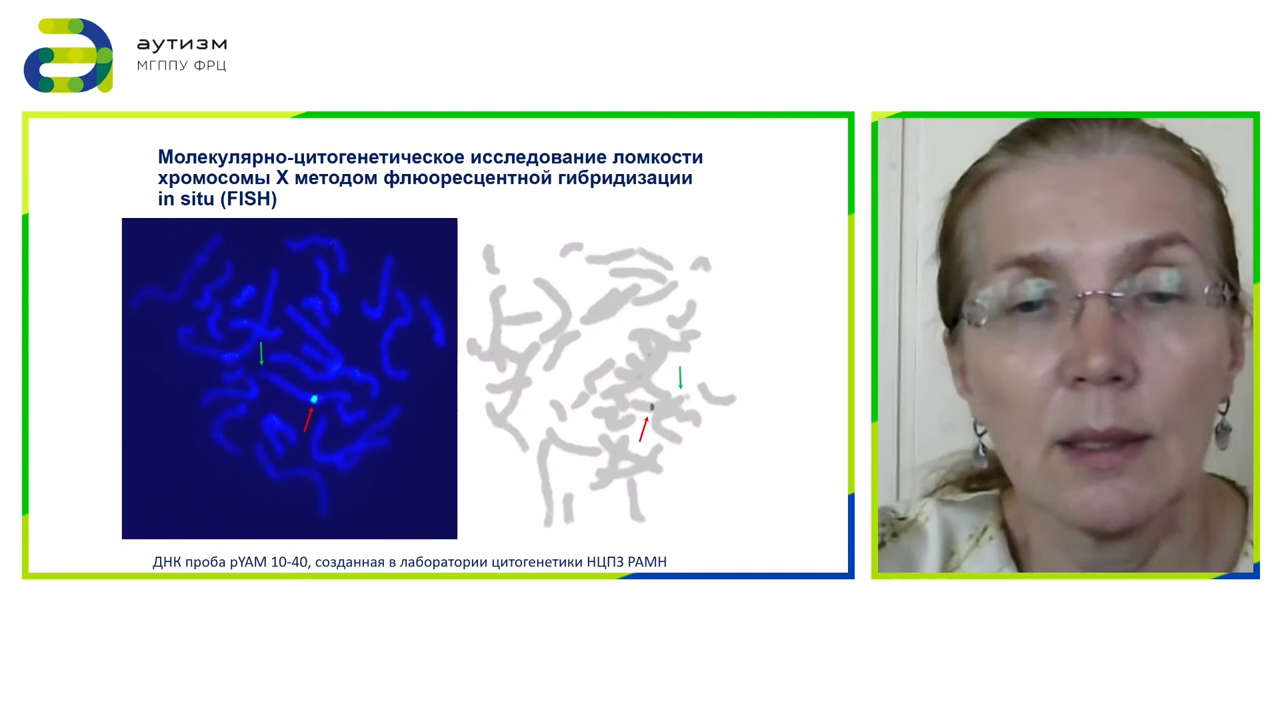 аутизм
МГППУ ФРЦ
Молекулярно-цитогенетическое исследование ломкости
хромосомы X методом флюоресцентной гибридизации
in situ (FISH)
ДНК проба pYAM 10-40, созданная в лаборатории цитогенетики НЦПЗ РАМН